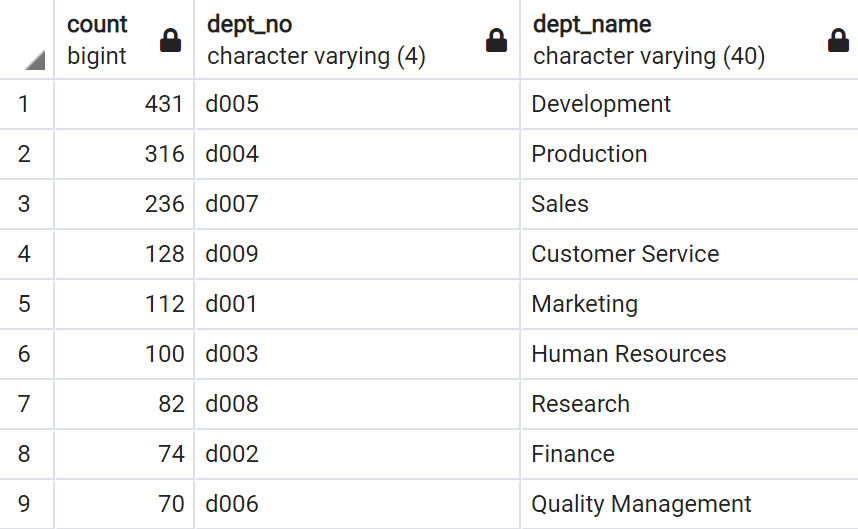 count dept_no dept_name
bigint character varying (4) character varying (40)
1 431 d005 Development
2 316 d004 Production
3 236 d007 Sales
4 128 d009 Customer Service
5 112 d001 Marketing
6 100 d003 Human Resources
7 82 d008 Research
8 74 d002 Finance
9 70 d006 Quality Management